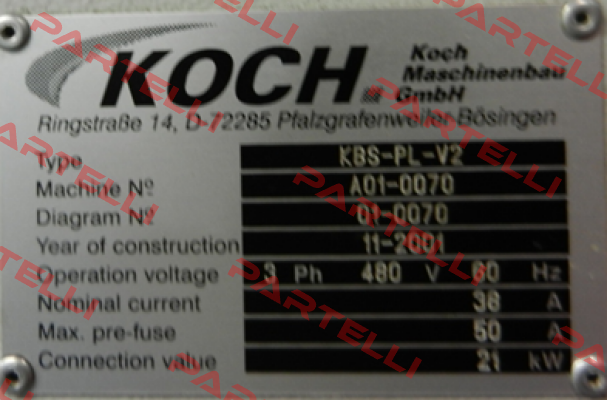 KOCH
Koch
Maschinenbau
GmbH
Ringstraße 14, D-72285 Pfalzgrafenweiler-Bösingen
Type KBS-PL-V2
Machine Nº A01-0070
Diagram Nº 01-0070
Year of construction 11-2001
Operation voltage 3 Ph 480 V 60 Hz
Nominal current 36 A
Max. pre-fuse 50 A
Connection value 21 kW
PARTELLI
PARTELLI
PARTELLI
PARTELLI
PARTELLI